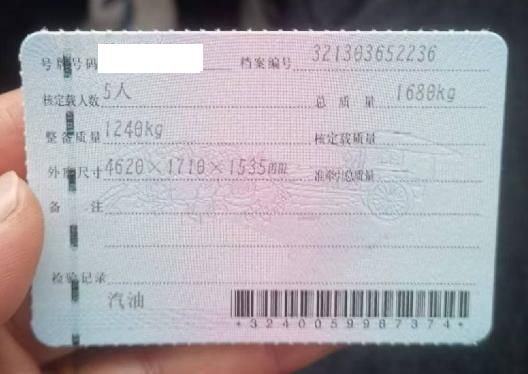 号牌号码 档案编号 321303652236
核定载人数 5人 总质量 1680kg
整备质量 1240kg 核定载质量
外廓尺寸 4620×1710×1535mm 准牵引总质量
备注
检验记录
汽油
*3240059967374*